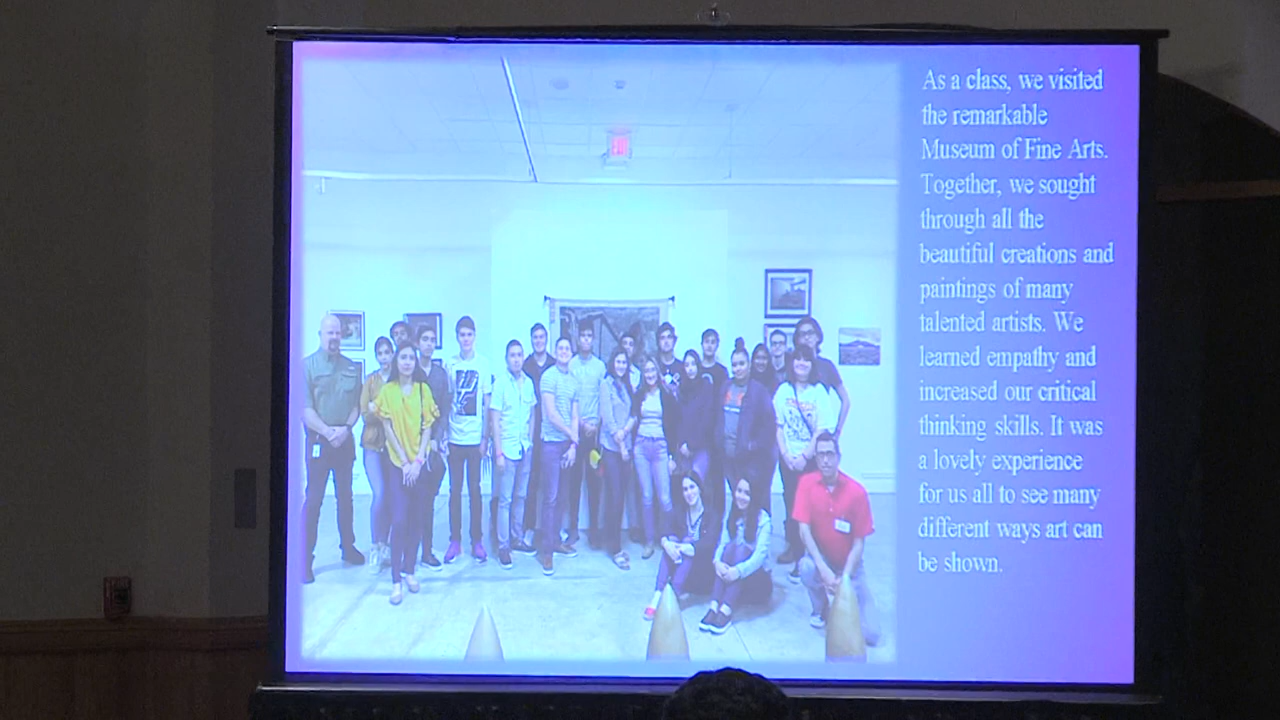 As a class, we visited
the remarkable
Museum of Fine Arts.
Together, we sought
through all the
beautiful creations and
paintings of many
talented artists. We
learned empathy and
increased our critical
thinking skills. It was
a lovely experience
for us all to see many
different ways art can
be shown.